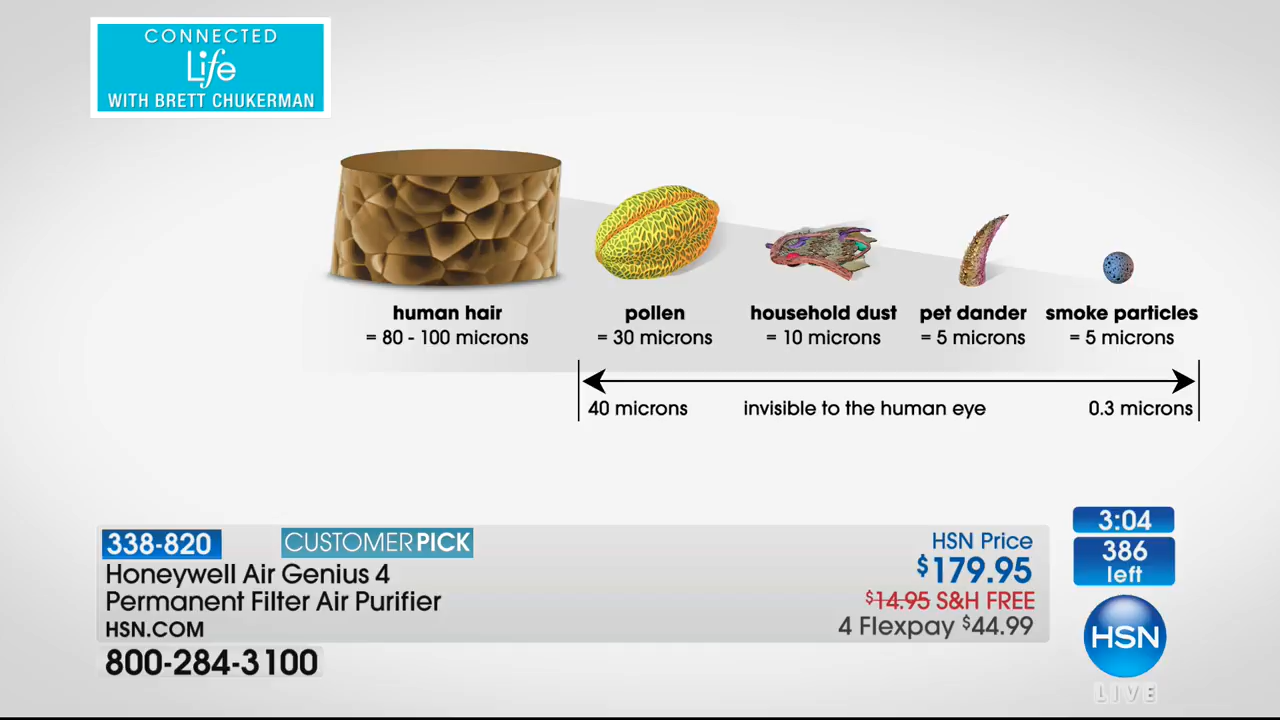 CONNECTED
Life
WITH BRETT CHUKERMAN
human hair
= 80 - 100 microns
pollen
= 30 microns
household dust
= 10 microns
pet dander
= 5 microns
smoke particles
= 5 microns
40 microns
invisible to the human eye
0.3 microns
338-820
CUSTOMER PICK
Honeywell Air Genius 4
Permanent Filter Air Purifier
HSN.COM
800-284-3100
HSN Price
$179.95
$14.95 S&H FREE
4 Flexpay $44.99
3:04
386
left
HSN
LIVE